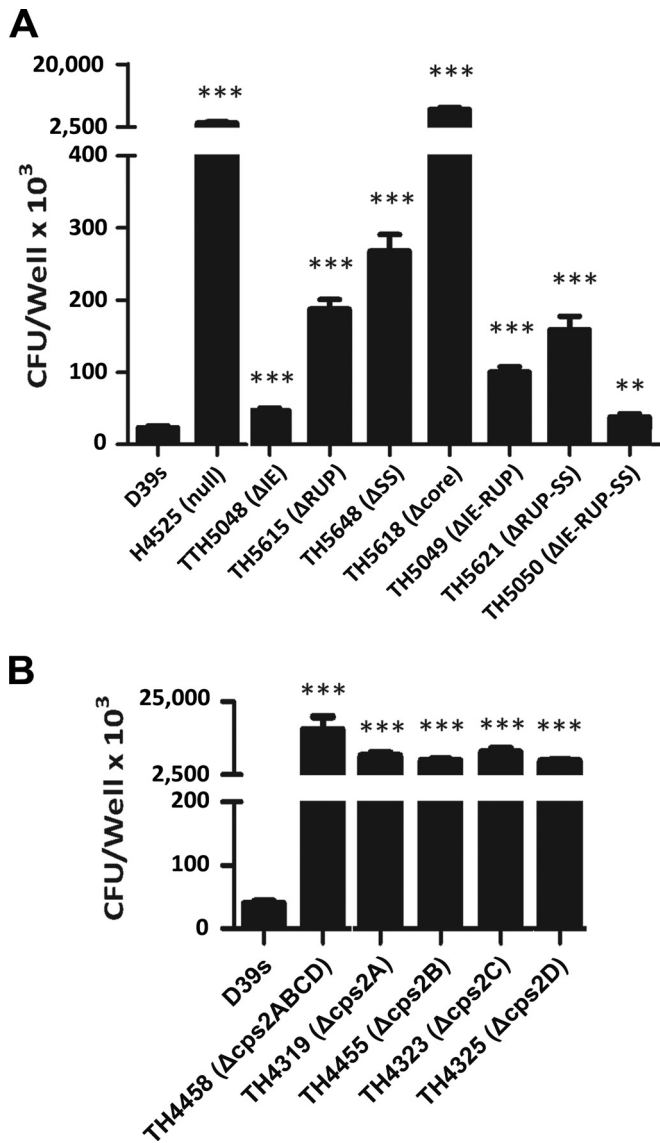 A
CFU/Well x 10³
20,000
2,500
400
300
200
100
0
***
***
***
***
***
***
***
**
D39s
H4525 (null)
TTH5048 (ΔIE)
TH5615 (ΔRUP)
TH5648 (ΔSS)
TH5618 (Δcore)
TH5049 (ΔIE-RUP)
TH5621 (ΔRUP-SS)
TH5050 (ΔIE-RUP-SS)
B
CFU/Well x 10³
25,000
2,500
200
100
0
***
***
***
***
***
D39s
TH4458 (Δcps2ABCD)
TH4319 (Δcps2A)
TH4455 (Δcps2B)
TH4323 (Δcps2C)
TH4325 (Δcps2D)